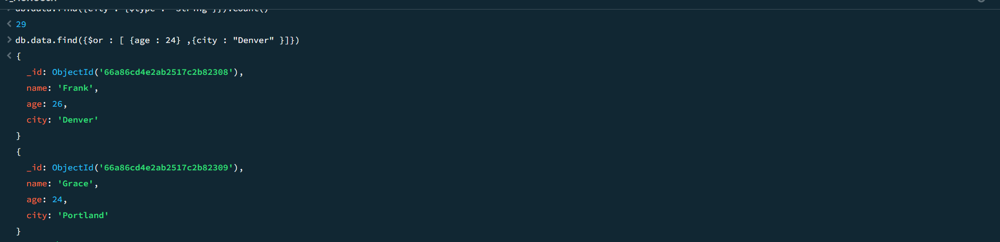 29
db.data.find({$or : [ {age : 24} ,{city : "Denver" }]})
{
_id: ObjectId('66a86cd4e2ab2517c2b82308'),
name: 'Frank',
age: 26,
city: 'Denver'
}
{
_id: ObjectId('66a86cd4e2ab2517c2b82309'),
name: 'Grace',
age: 24,
city: 'Portland'
}